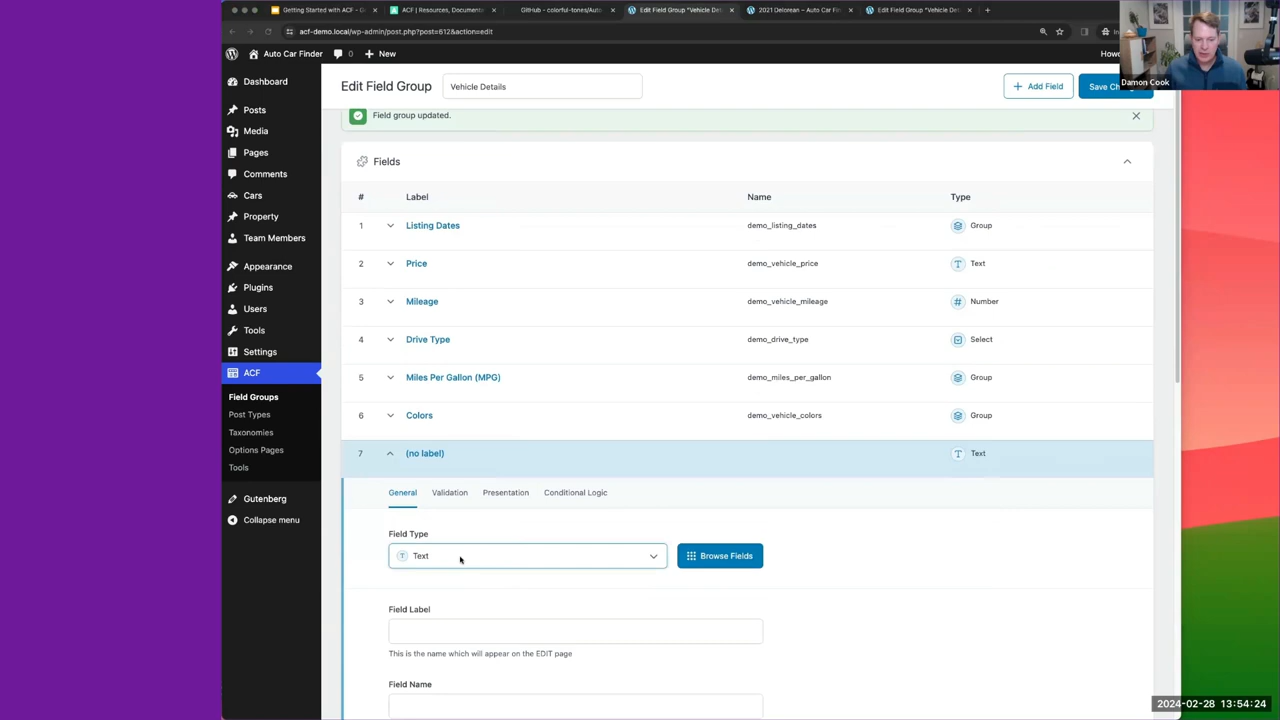 Getting Started with ACF - G
ACF | Resources, Document
GitHub - colorful-tones/Auto
Edit Field Group "Vehicle Det
2021 Delorean – Auto Car Fin
Edit Field Group "Vehicle De
acf-demo.local/wp-admin/post.php?post=612&action=edit
Auto Car Finder
0
New
Howd
Damon Cook
Dashboard
Posts
Media
Pages
Comments
Cars
Property
Team Members
Appearance
Plugins
Users
Tools
Settings
ACF
Field Groups
Post Types
Taxonomies
Options Pages
Tools
Gutenberg
Collapse menu
Edit Field Group
Vehicle Details
+ Add Field
Save Ch
Field group updated.
Fields
# Label Name Type
1 Listing Dates demo_listing_dates Group
2 Price demo_vehicle_price Text
3 Mileage demo_vehicle_mileage Number
4 Drive Type demo_drive_type Select
5 Miles Per Gallon (MPG) demo_miles_per_gallon Group
6 Colors demo_vehicle_colors Group
7 (no label) Text
General Validation Presentation Conditional Logic
Field Type
Text
Browse Fields
Field Label
This is the name which will appear on the EDIT page
Field Name
2024-02-28 13:54:24